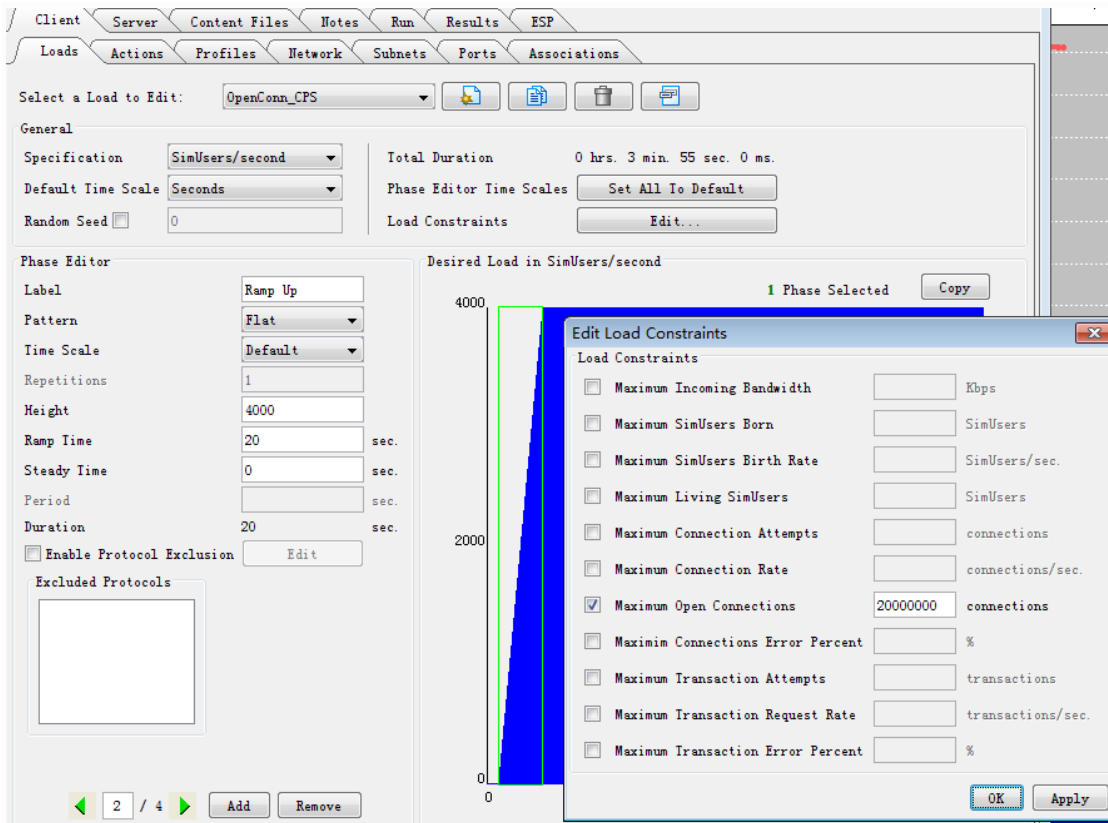 Client Server Content Files Notes Run Results ESP
Loads Actions Profiles Network Subnets Ports Associations
Select a Load to Edit: OpenConn_CPS
General
Specification SimUsers/second
Default Time Scale Seconds
Random Seed 0
Total Duration 0 hrs. 3 min. 55 sec. 0 ms.
Phase Editor Time Scales Set All To Default
Load Constraints Edit...
Phase Editor
Label Ramp Up
Pattern Flat
Time Scale Default
Repetitions 1
Height 4000
Ramp Time 20 sec.
Steady Time 0 sec.
Period sec.
Duration 20 sec.
Enable Protocol Exclusion Edit
Excluded Protocols
2 / 4 Add Remove
Desired Load in SimUsers/second
1 Phase Selected Copy
4000
2000
0
0
Edit Load Constraints
Load Constraints
Maximum Incoming Bandwidth Kbps
Maximum SimUsers Born SimUsers
Maximum SimUsers Birth Rate SimUsers/sec.
Maximum Living SimUsers SimUsers
Maximum Connection Attempts connections
Maximum Connection Rate connections/sec.
Maximum Open Connections 20000000 connections
Maximim Connections Error Percent %
Maximum Transaction Attempts transactions
Maximum Transaction Request Rate transactions/sec.
Maximum Transaction Error Percent %
OK Apply